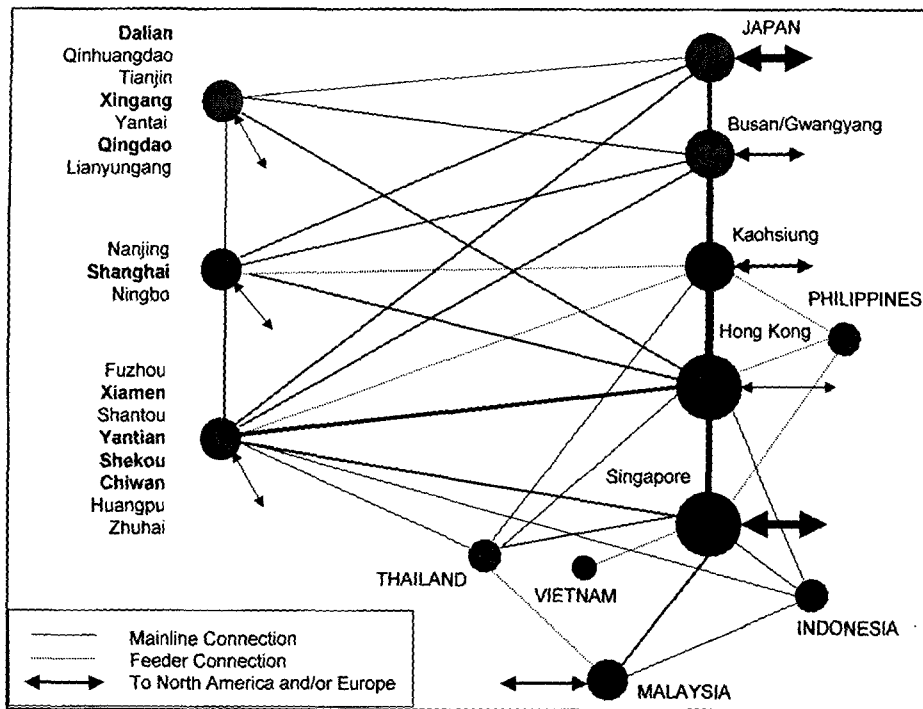 Dalian
Qinhuangdao
Tianjin
Xingang
Yantai
Qingdao
Lianyungang
Nanjing
Shanghai
Ningbo
Fuzhou
Xiamen
Shantou
Yantian
Shekou
Chiwan
Huangpu
Zhuhai
JAPAN
Busan/Gwangyang
Kaohsiung
PHILIPPINES
Hong Kong
Singapore
THAILAND
VIETNAM
INDONESIA
MALAYSIA
Mainline Connection
Feeder Connection
To North America and/or Europe